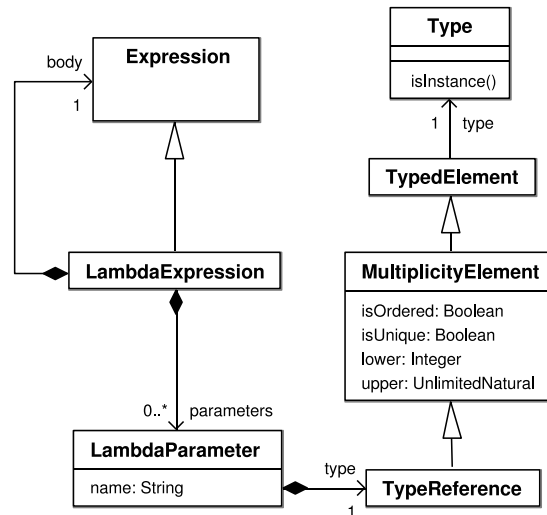 Type
isInstance()
body
Expression
1
1 type
TypedElement
LambdaExpression
MultiplicityElement
isOrdered: Boolean
isUnique: Boolean
lower: Integer
upper: UnlimitedNatural
0..* parameters
LambdaParameter
name: String
type
1
TypeReference